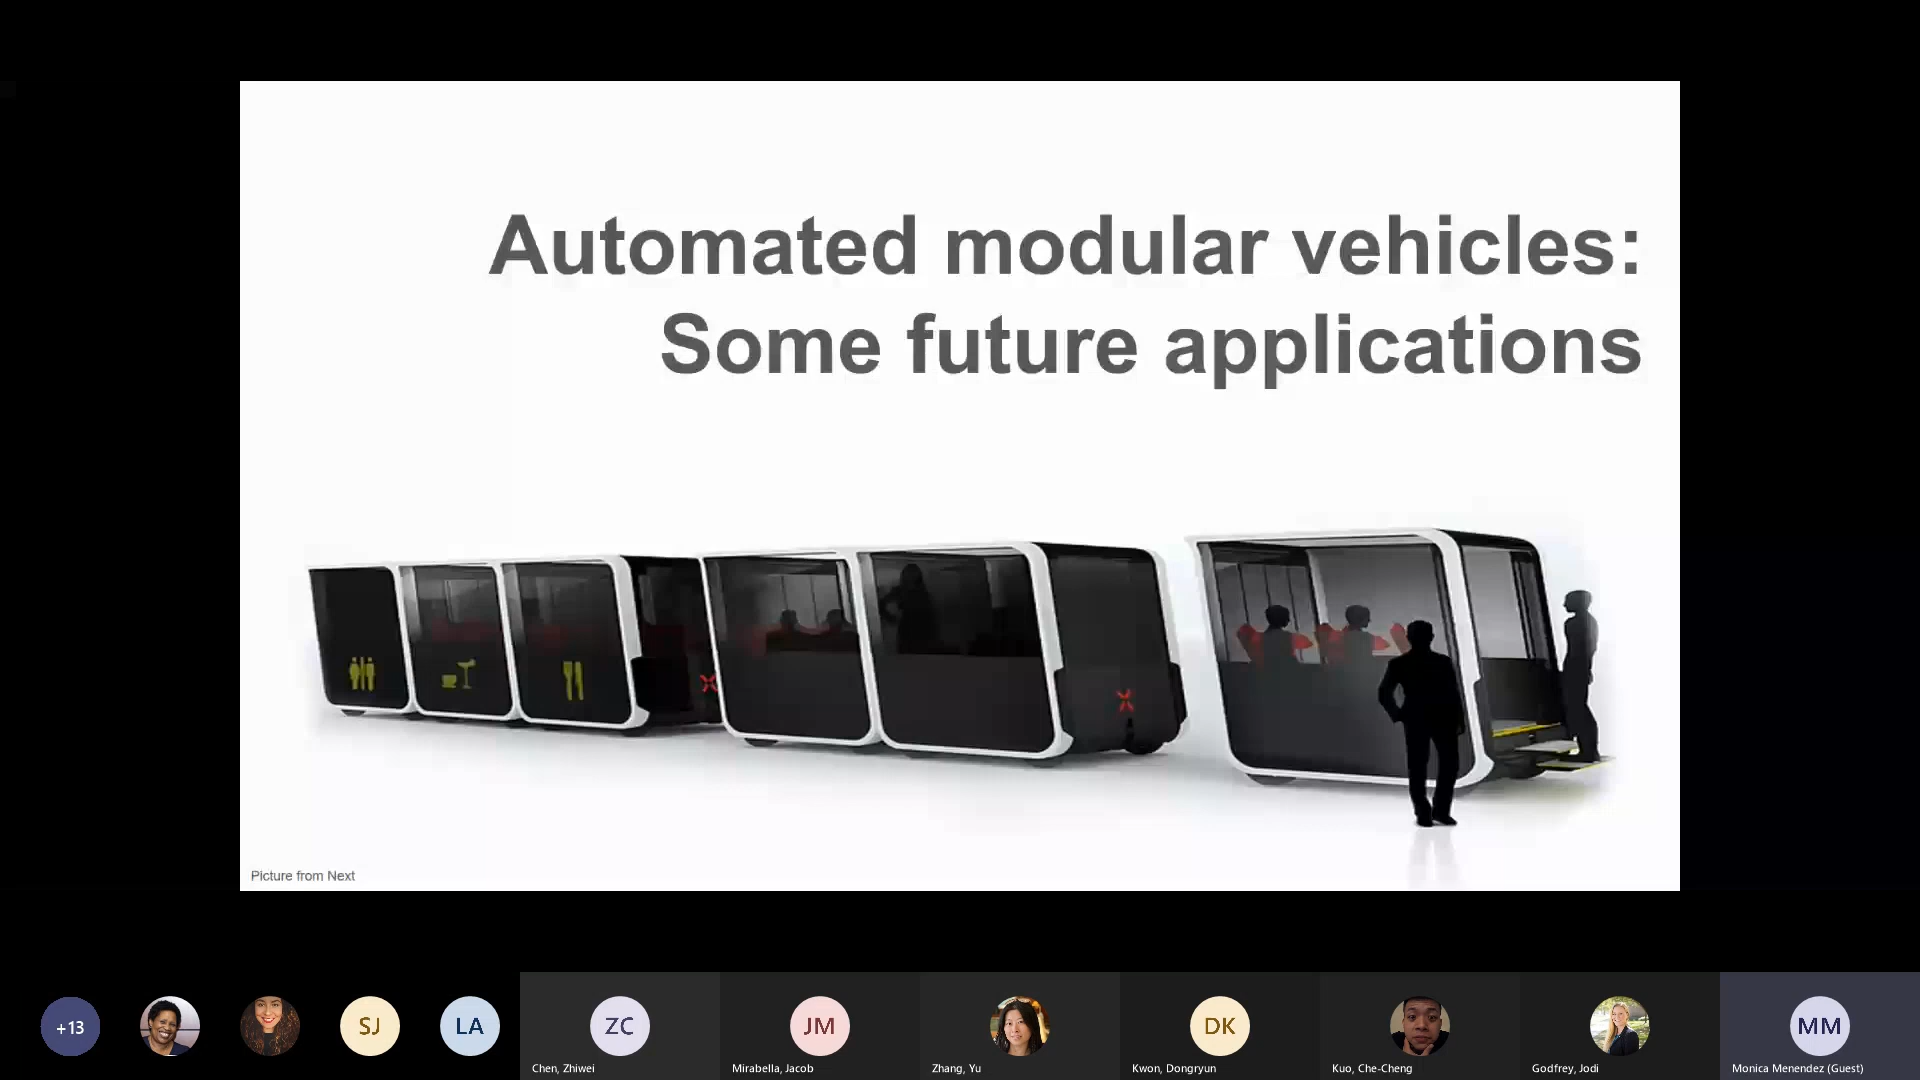 Automated modular vehicles:
Some future applications
Picture from Next
+13
SJ
LA
ZC
JM
DK
MM
Chen, Zhiwei
Mirabella, Jacob
Zhang, Yu
Kwon, Dongryun
Kuo, Che-Cheng
Godfrey, Jodi
Monica Menendez (Guest)